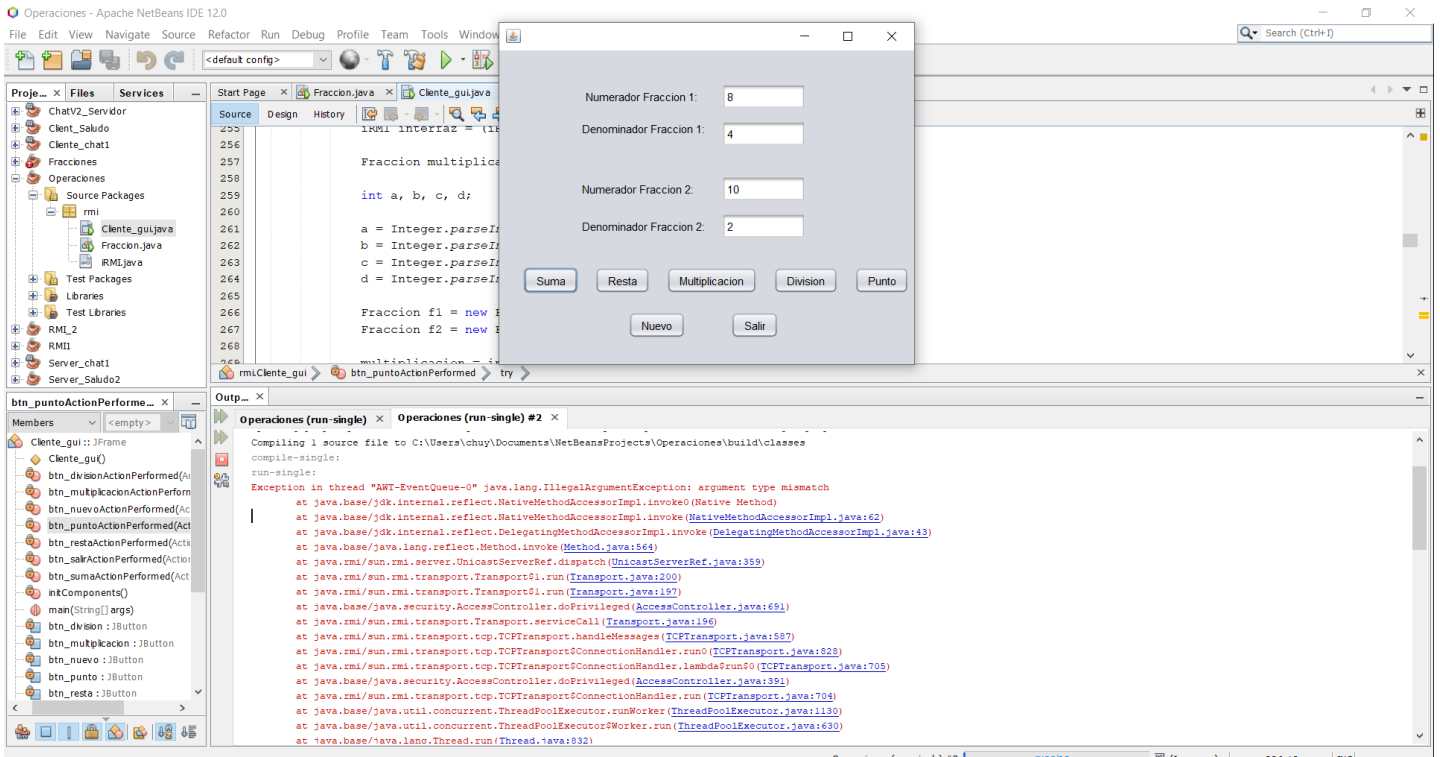 Operaciones - Apache NetBeans IDE 12.0
File Edit View Navigate Source Refactor Run Debug Profile Team Tools Window
Search (Ctrl+I)
<default config>
Proje... Files Services
ChatV2_Servidor
Client_Saludo
Cliente_chat1
Fracciones
Operaciones
Source Packages
rmi
Cliente_gui.java
Fraccion.java
iRMI.java
Test Packages
Libraries
Test Libraries
RMI_2
RMI1
Server_chat1
Server_Saludo2
Start Page Fraccion.java Cliente_gui.java
Source Design History
255 iRMI interfaz = (iR
256
257 Fraccion multiplica
258
259 int a, b, c, d;
260
261 a = Integer.parseIn
262 b = Integer.parseIn
263 c = Integer.parseIn
264 d = Integer.parseIn
265
266 Fraccion f1 = new F
267 Fraccion f2 = new F
268
269 multiplicacion = in
rmi.Cliente_gui btn_puntoActionPerformed try
Numerador Fraccion 1: 8
Denominador Fraccion 1: 4
Numerador Fraccion 2: 10
Denominador Fraccion 2: 2
Suma Resta Multiplicacion Division Punto
Nuevo Salir
btn_puntoActionPerforme...
Members <empty>
Cliente_gui :: JFrame
Cliente_gui()
btn_divisionActionPerformed(Ac
btn_multiplicacionActionPerform
btn_nuevoActionPerformed(Ac
btn_puntoActionPerformed(Act
btn_restaActionPerformed(Actic
btn_salirActionPerformed(Action
btn_sumaActionPerformed(Act
initComponents()
main(String[] args)
btn_division : JButton
btn_multiplicacion : JButton
btn_nuevo : JButton
btn_punto : JButton
btn_resta : JButton
Outp...
Operaciones (run-single) Operaciones (run-single) #2
Compiling 1 source file to C:\Users\chuy\Documents\NetBeansProjects\Operaciones\build\classes
compile-single:
run-single:
Exception in thread "AWT-EventQueue-0" java.lang.IllegalArgumentException: argument type mismatch
at java.base/jdk.internal.reflect.NativeMethodAccessorImpl.invoke0(Native Method)
at java.base/jdk.internal.reflect.NativeMethodAccessorImpl.invoke(NativeMethodAccessorImpl.java:62)
at java.base/jdk.internal.reflect.DelegatingMethodAccessorImpl.invoke(DelegatingMethodAccessorImpl.java:43)
at java.base/java.lang.reflect.Method.invoke(Method.java:564)
at java.rmi/sun.rmi.server.UnicastServerRef.dispatch(UnicastServerRef.java:359)
at java.rmi/sun.rmi.transport.Transport$1.run(Transport.java:200)
at java.rmi/sun.rmi.transport.Transport$1.run(Transport.java:197)
at java.base/java.security.AccessController.doPrivileged(AccessController.java:691)
at java.rmi/sun.rmi.transport.Transport.serviceCall(Transport.java:196)
at java.rmi/sun.rmi.transport.tcp.TCPTransport.handleMessages(TCPTransport.java:587)
at java.rmi/sun.rmi.transport.tcp.TCPTransport$ConnectionHandler.run0(TCPTransport.java:828)
at java.rmi/sun.rmi.transport.tcp.TCPTransport$ConnectionHandler.lambda$run$0(TCPTransport.java:705)
at java.base/java.security.AccessController.doPrivileged(AccessController.java:391)
at java.rmi/sun.rmi.transport.tcp.TCPTransport$ConnectionHandler.run(TCPTransport.java:704)
at java.base/java.util.concurrent.ThreadPoolExecutor.runWorker(ThreadPoolExecutor.java:1130)
at java.base/java.util.concurrent.ThreadPoolExecutor$Worker.run(ThreadPoolExecutor.java:630)
at java.base/java.lang.Thread.run(Thread.java:832)